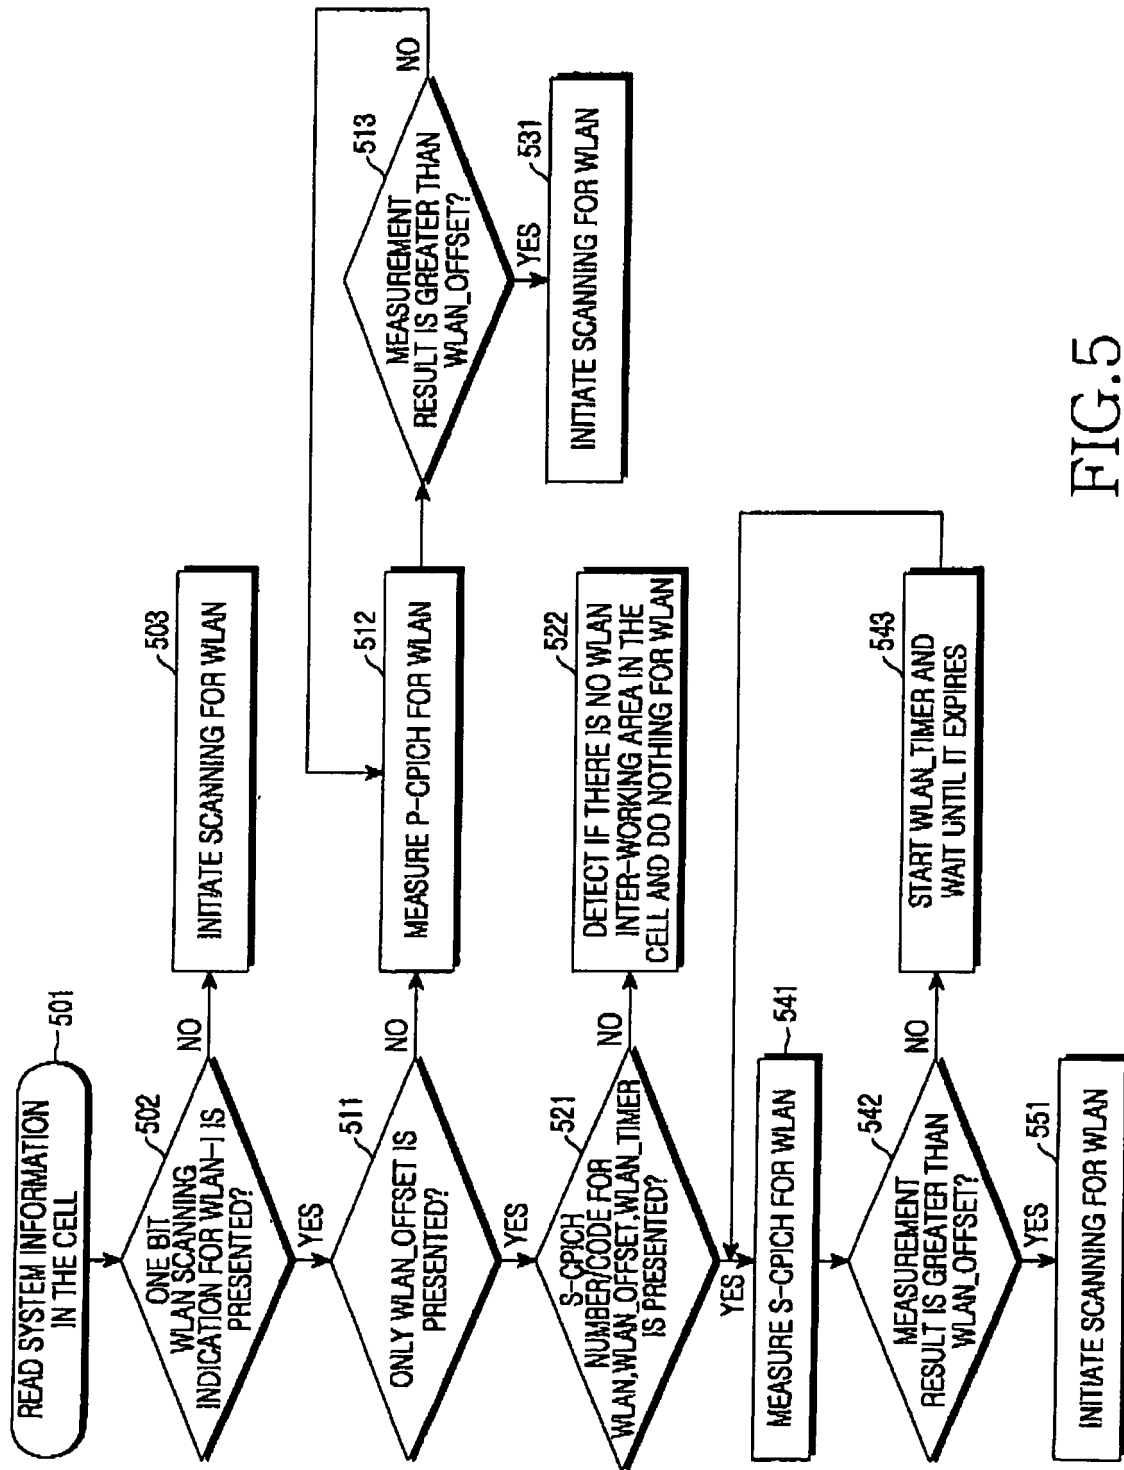 READ SYSTEM INFORMATION
IN THE CELL
501
ONE BIT
WLAN SCANNING
INDICATION FOR WLAN-I IS
PRESENTED?
502
NO
YES
INITIATE SCANNING FOR WLAN
503
ONLY WLAN_OFFSET IS
PRESENTED?
511
NO
YES
MEASURE P-CPICH FOR WLAN
512
MEASUREMENT
RESULT IS GREATER THAN
WLAN_OFFSET?
513
NO
YES
INITIATE SCANNING FOR WLAN
531
S-CPICH
NUMBER/CODE FOR
WLAN,WLAN_OFFSET,WLAN_TIMER
IS PRESENTED?
521
NO
YES
DETECT IF THERE IS NO WLAN
INTER-WORKING AREA IN THE
CELL AND DO NOTHING FOR WLAN
522
MEASURE S-CPICH FOR WLAN
541
MEASUREMENT
RESULT IS GREATER THAN
WLAN_OFFSET?
542
NO
YES
START WLAN_TIMER AND
WAIT UNTIL IT EXPIRES
543
INITIATE SCANNING FOR WLAN
551
FIG.5